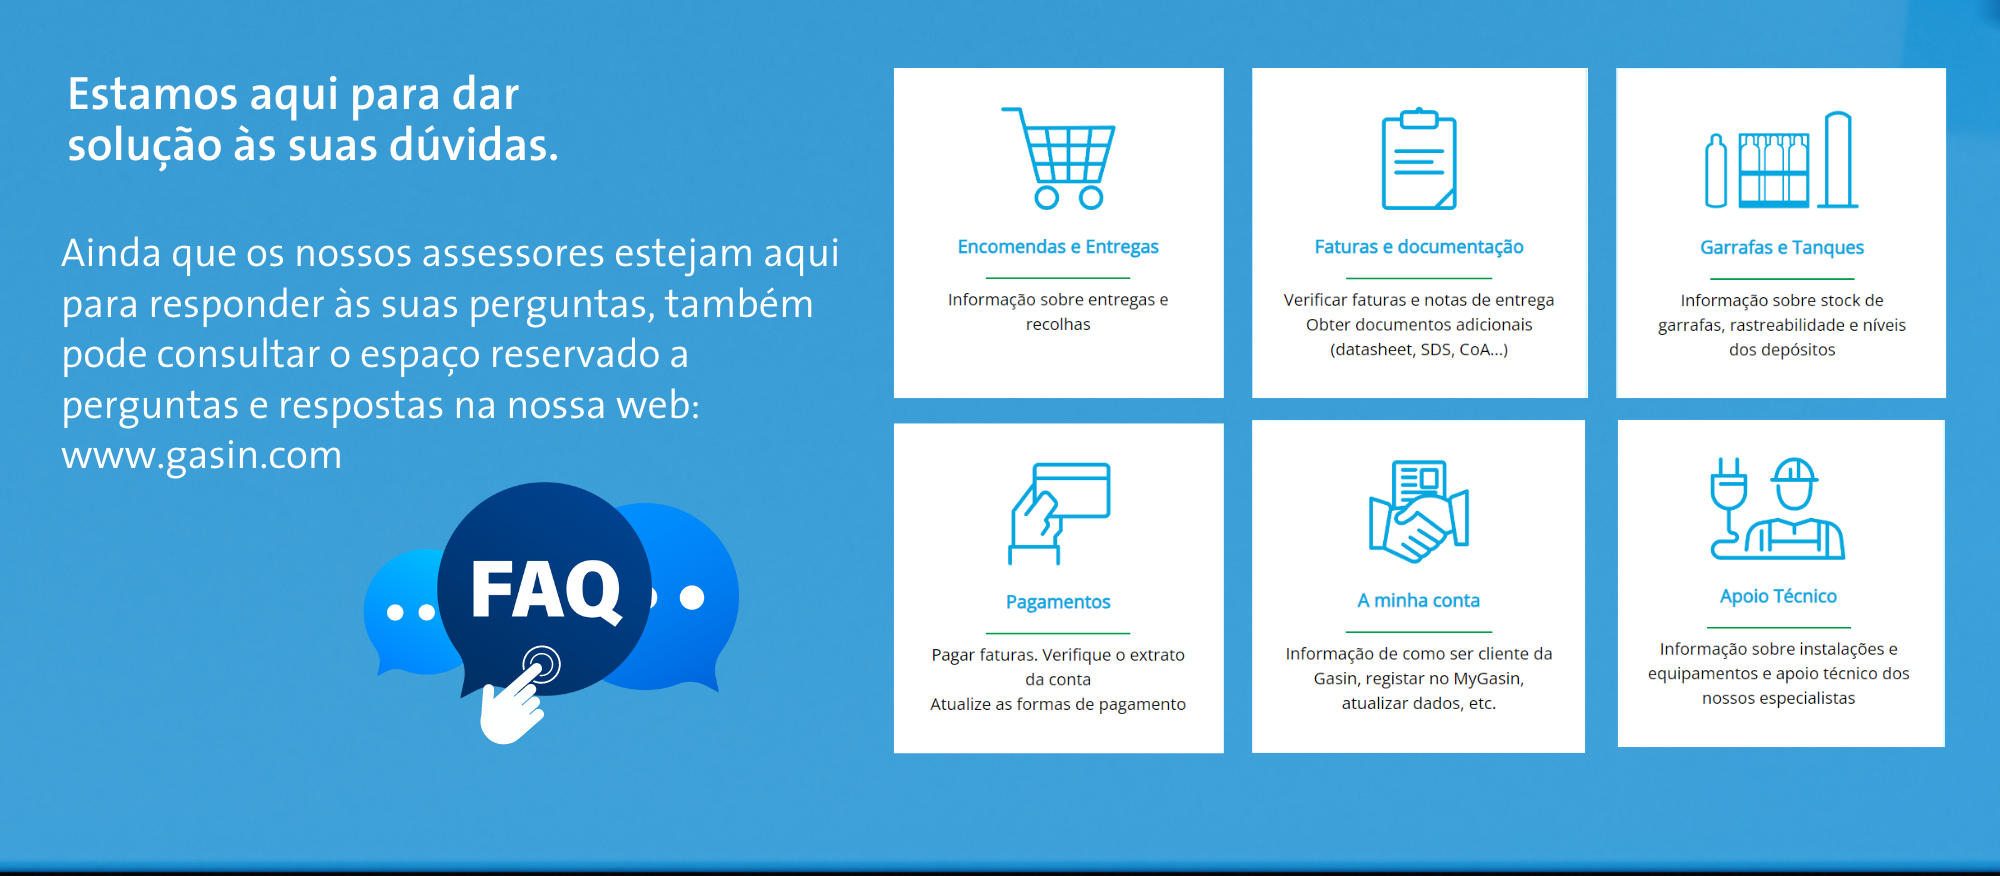 Estamos aqui para dar
solução às suas dúvidas.
Ainda que os nossos assessores estejam aqui
para responder às suas perguntas, também
pode consultar o espaço reservado a
perguntas e respostas na nossa web:
www.gasin.com
FAQ
Encomendas e Entregas
Informação sobre entregas e
recolhas
Faturas e documentação
Verificar faturas e notas de entrega
Obter documentos adicionais
(datasheet, SDS, CoA...)
Garrafas e Tanques
Informação sobre stock de
garrafas, rastreabilidade e níveis
dos depósitos
Pagamentos
Pagar faturas. Verifique o extrato
da conta
Atualize as formas de pagamento
A minha conta
Informação de como ser cliente da
Gasin, registar no MyGasin,
atualizar dados, etc.
Apoio Técnico
Informação sobre instalações e
equipamentos e apoio técnico dos
nossos especialistas